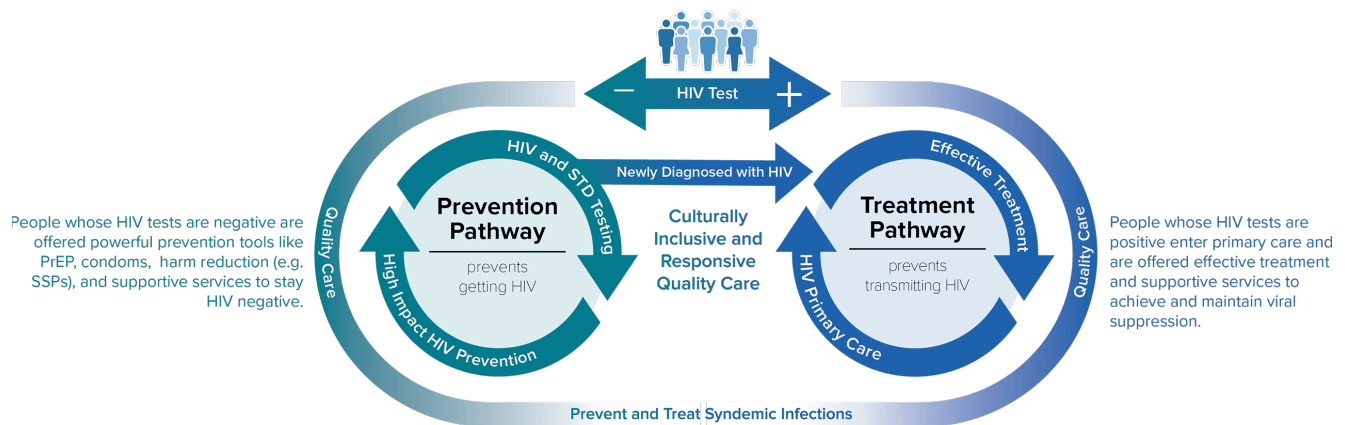 − HIV Test +
HIV and STD Testing
High Impact HIV Prevention
Prevention
Pathway
prevents
getting HIV
Newly Diagnosed with HIV
Culturally
Inclusive and
Responsive
Quality Care
Effective Treatment
HIV Primary Care
Treatment
Pathway
prevents
transmitting HIV
Quality Care
Quality Care
People whose HIV tests are negative are
offered powerful prevention tools like
PrEP, condoms, harm reduction (e.g.
SSPs), and supportive services to stay
HIV negative.
People whose HIV tests are
positive enter primary care and
are offered effective treatment
and supportive services to
achieve and maintain viral
suppression.
Prevent and Treat Syndemic Infections